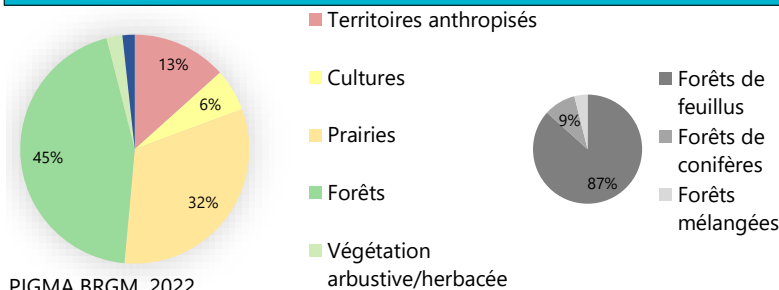 Territoires anthropisés
13%
Cultures
6%
Prairies
45%
32%
Forêts
Végétation
arbustive/herbacée
PIGMA BRGM, 2022
9%
87%
Forêts de
feuillus
Forêts de
conifères
Forêts
mélangées